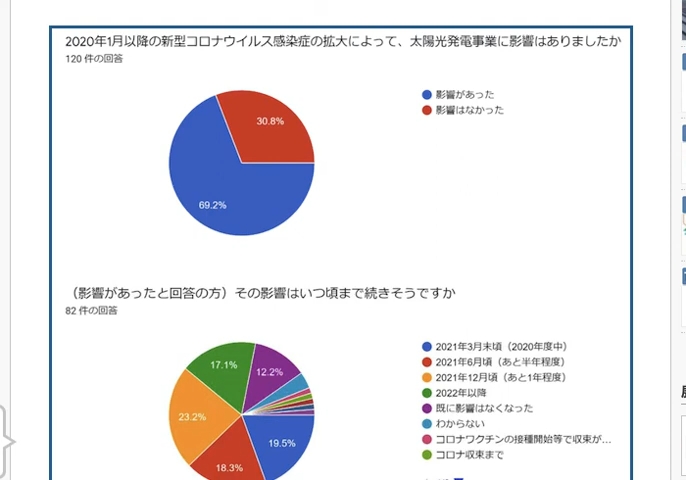 2020年1月以降の新型コロナウイルス感染症の拡大によって、太陽光発電事業に影響はありましたか
120 件の回答
影響があった
影響はなかった
30.8%
69.2%
（影響があったと回答の方）その影響はいつ頃まで続きそうですか
82 件の回答
2021年3月末頃（2020年度中）
2021年6月頃（あと半年程度）
2021年12月頃（あと1年程度）
2022年以降
既に影響はなくなった
わからない
コロナワクチンの接種開始等で収束が...
コロナ収束まで
17.1%
12.2%
23.2%
19.5%
18.3%